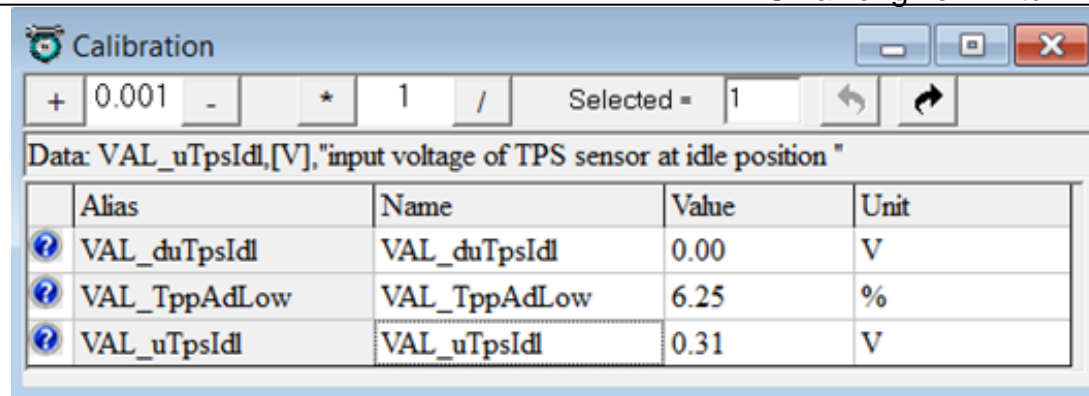 Calibration
+ 0.001 - * 1 / Selected = 1
Data: VAL_uTpsIdl,[V],"input voltage of TPS sensor at idle position "
Alias Name Value Unit
VAL_duTpsIdl VAL_duTpsIdl 0.00 V
VAL_TppAdLow VAL_TppAdLow 6.25 %
VAL_uTpsIdl VAL_uTpsIdl 0.31 V